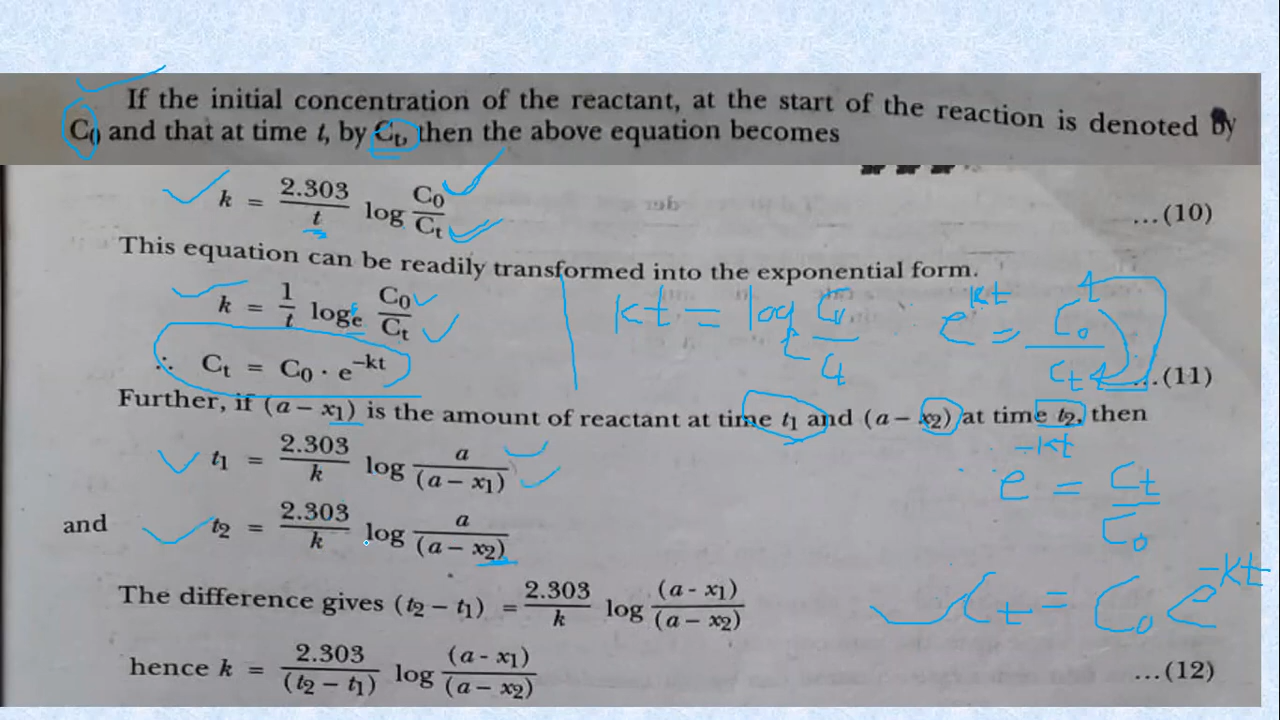 If the initial concentration of the reactant, at the start of the reaction is denoted by
C₀ and that at time t, by Cₜ, then the above equation becomes
k = 2.303/t log C₀/Cₜ ...(10)
This equation can be readily transformed into the exponential form.
k = 1/t logₑ C₀/Cₜ
kt = log C₀/Cₜ
e^kt = C₀/Cₜ
∴ Cₜ = C₀ · e^–kt ...(11)
Further, if (a – x₁) is the amount of reactant at time t₁ and (a – x₂) at time t₂, then
t₁ = 2.303/k log a/(a – x₁)
e^-kt = Cₜ/C₀
and t₂ = 2.303/k log a/(a – x₂)
The difference gives (t₂ – t₁) = 2.303/k log (a - x₁)/(a – x₂)
Cₜ = C₀ e^-kt
hence k = 2.303/(t₂ – t₁) log (a - x₁)/(a – x₂) ...(12)